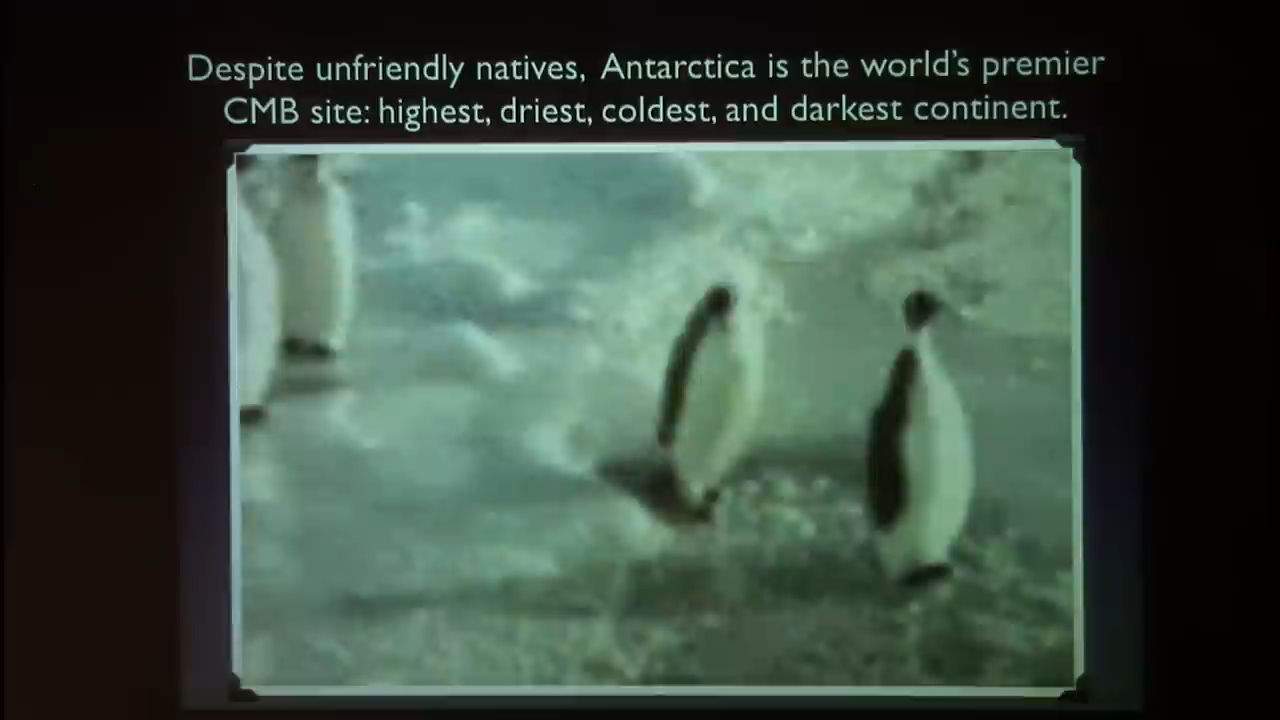 Despite unfriendly natives, Antarctica is the world's premier
CMB site: highest, driest, coldest, and darkest continent.